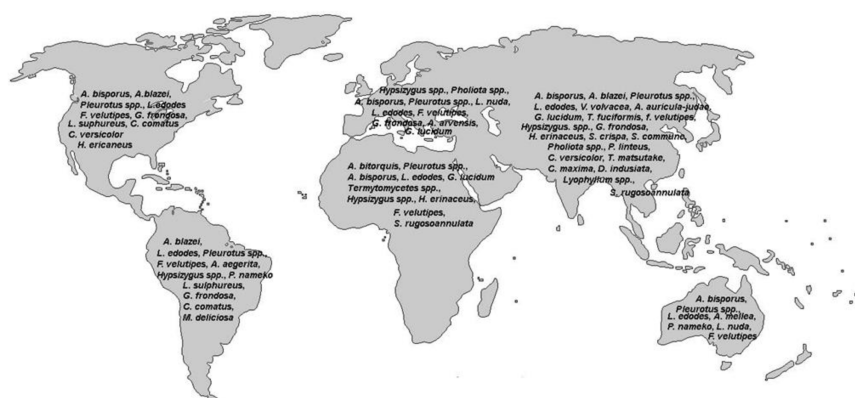 A. bisporus, A.blazei,
Pleurotus spp., L.edodes
F. velutipes, G. frondosa,
L. suphureus, C. comatus
C. versicolor
H. ericaneus
Hypsizygus spp., Pholiota spp.,
A. bisporus, Pleurotus spp., L. nuda,
L. edodes, F. velutipes,
G. frondosa, A. arvensis,
G. lucidum
A. bisporus, A. blazei, Pleurotus spp.,
L. edodes, V. volvacea, A. auricula-judae,
G. lucidum, T. fuciformis, f. velutipes,
Hypsizygus. spp., G. frondosa,
H. erinaceus, S. crispa, S. commune,
Pholiota spp., P. linteus,
C. versicolor, T. matsutake,
C. maxima, D. indusiata,
Lyophyllum spp.,
S. rugosoannulata
A. bitorquis, Pleurotus spp.,
A. bisporus, L. edodes, G. lucidum
Termytomycetes spp.,
Hypsizygus spp., H. erinaceus,
F. velutipes,
S. rugosoannulata
A. blazei,
L. edodes, Pleurotus spp.,
F. velutipes, A. aegerita,
Hypsizygus spp., P. nameko
L. sulphureus,
G. frondosa,
C. comatus,
M. deliciosa
A. bisporus,
Pleurotus spp.,
L. edodes, A. mellea,
P. nameko, L. nuda,
F. velutipes